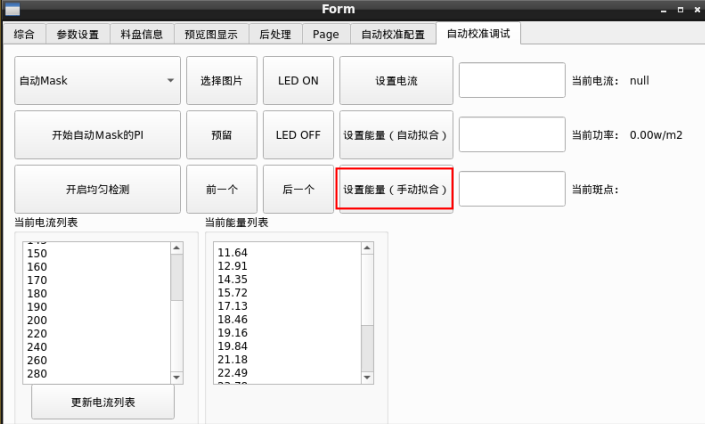 Form
综合 参数设置 料盘信息 预览图显示 后处理 Page 自动校准配置 自动校准调试
自动Mask 选择图片 LED ON 设置电流 当前电流: null
开始自动Mask的PI 预留 LED OFF 设置能量（自动拟合） 当前功率: 0.00w/m2
开启均匀检测 前一个 后一个 设置能量（手动拟合） 当前斑点:
当前电流列表 当前能量列表
150 11.64
160 12.91
170 14.35
180 15.72
190 17.13
200 18.46
220 19.16
240 19.84
260 21.18
280 22.49
更新电流列表